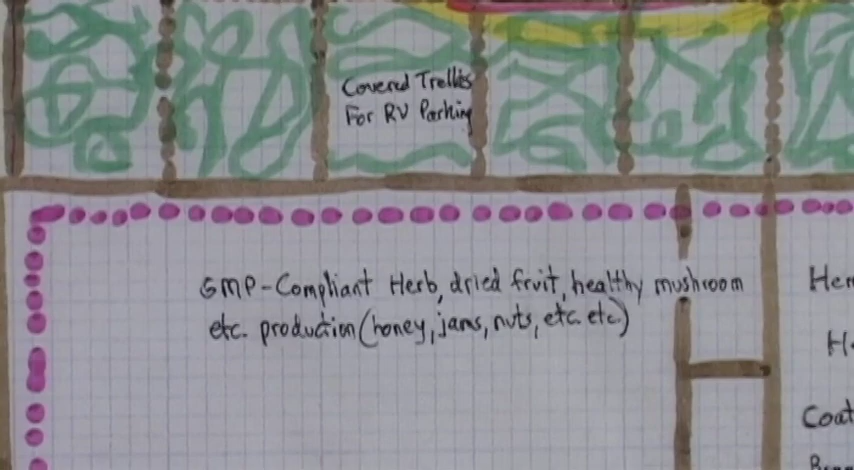 Covered Trellis
For RV Parking
GMP-Compliant Herb, dried fruit, healthy mushroom
etc. production (honey, jams, nuts, etc. etc.)
Coat